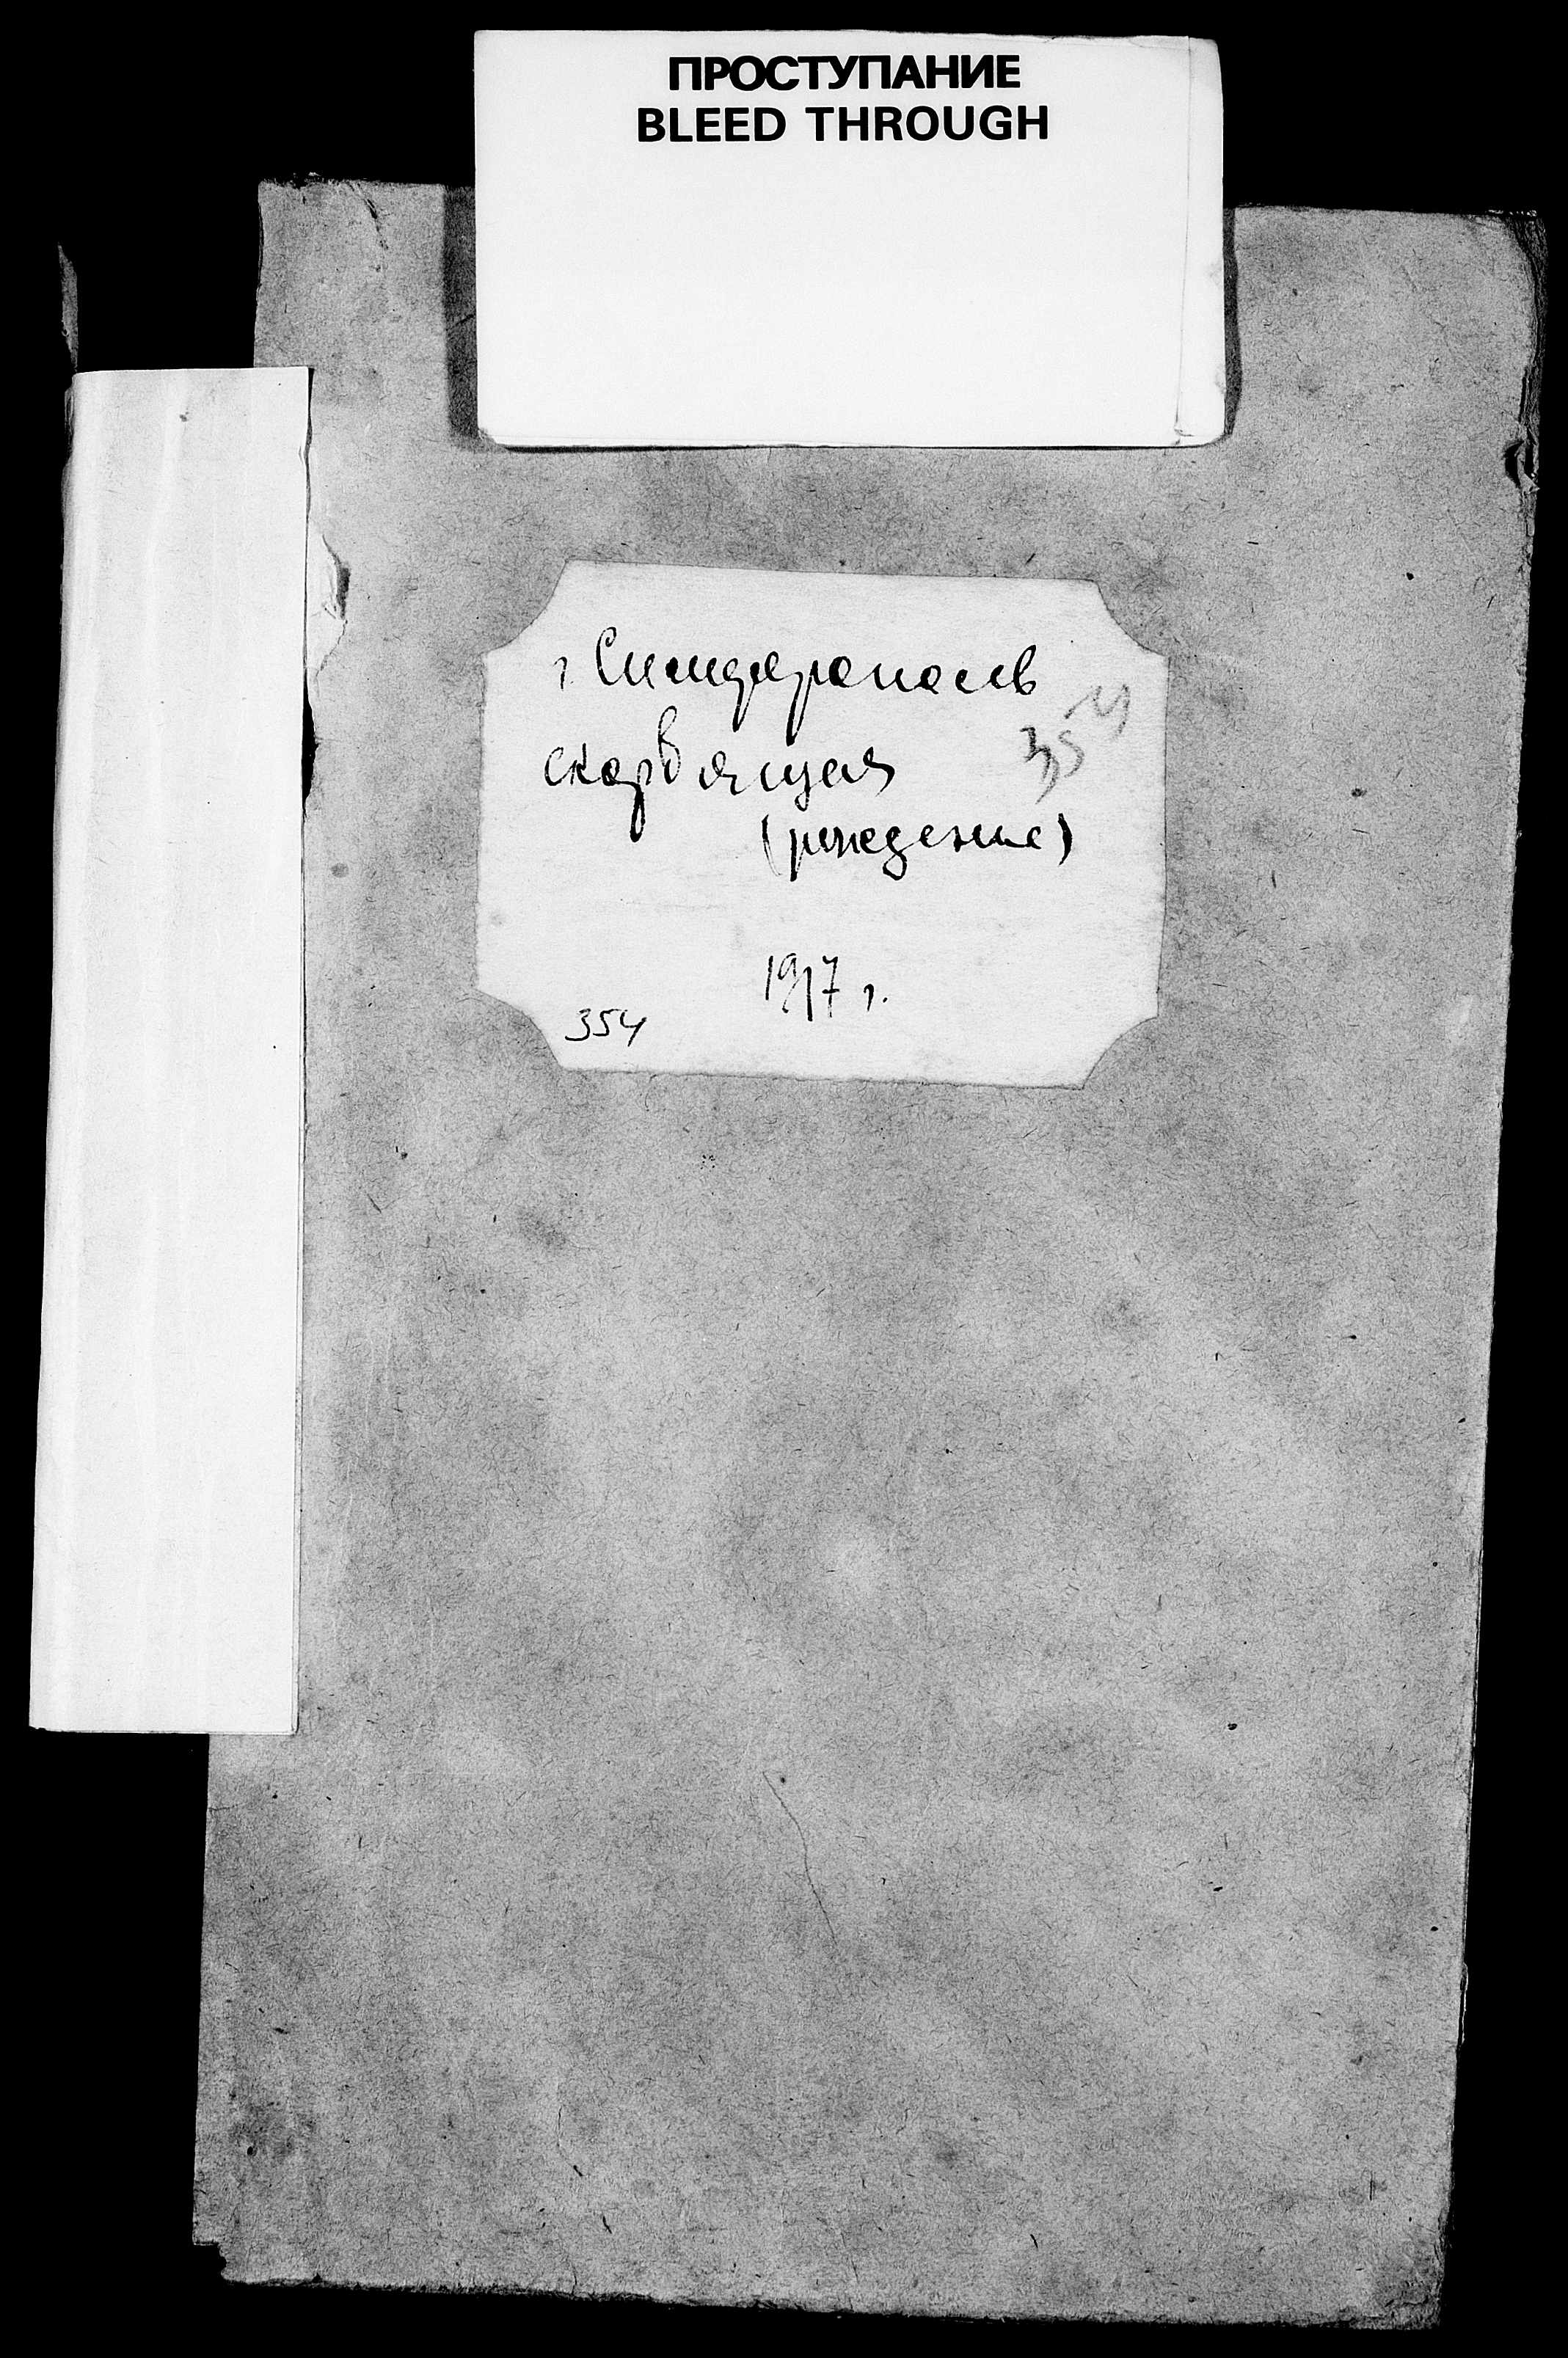 ПРОСТУПАНИЕ
BLEED THROUGH
г Симферополь
скорбящая
354
(рождение)
1917 г.
354